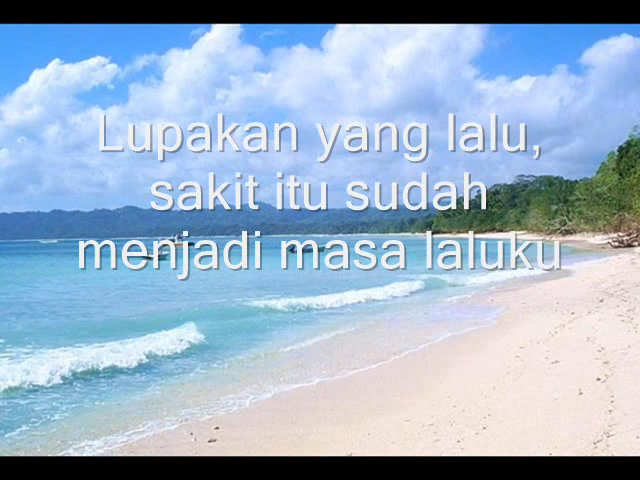 Lupakan yang lalu,
sakit itu sudah
menjadi masa laluku